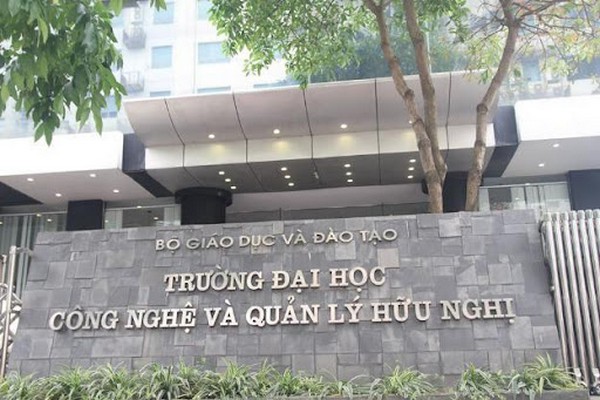 BỘ GIÁO DỤC VÀ ĐÀO TẠO
TRƯỜNG ĐẠI HỌC
CÔNG NGHỆ VÀ QUẢN LÝ HỮU NGHỊ